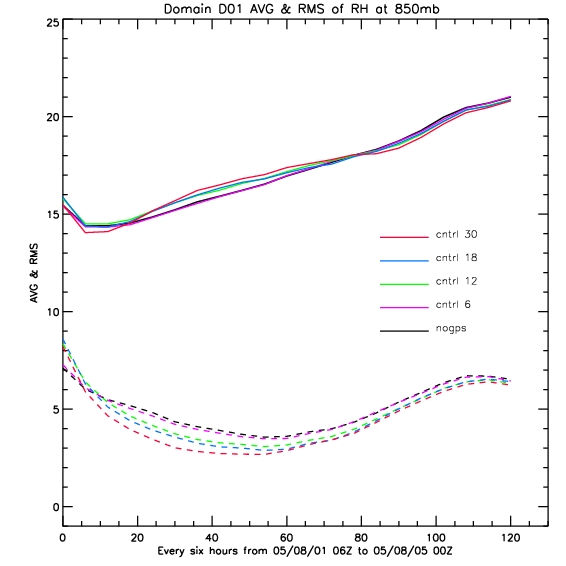 Domain D01 AVG & RMS of RH at 850mb
25
20
15
10
5
0
AVG & RMS
cntrl 30
cntrl 18
cntrl 12
cntrl 6
nogps
0 20 40 60 80 100 120
Every six hours from 05/08/01 06Z to 05/08/05 00Z